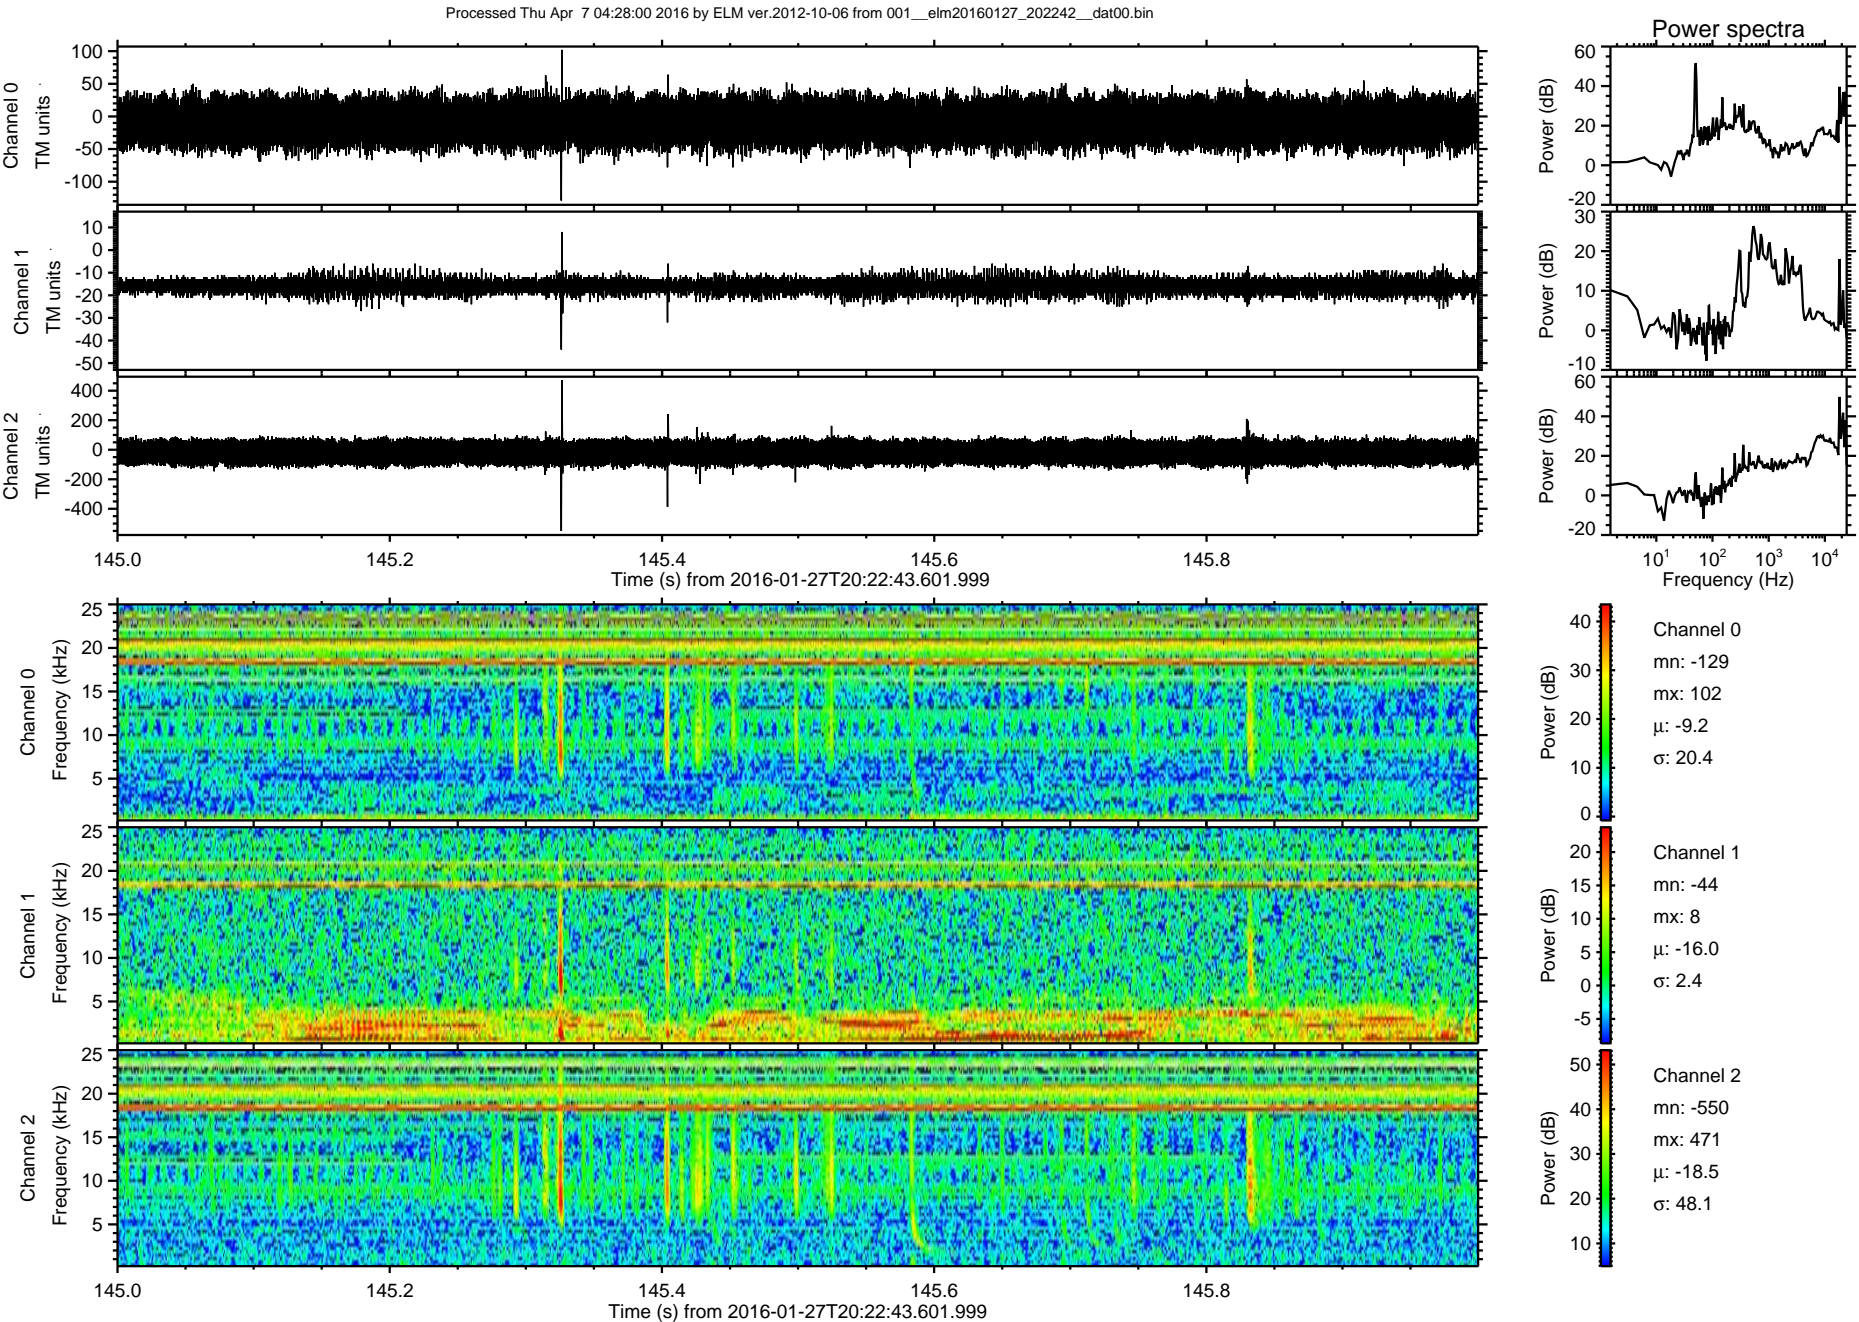 Processed Thu Apr  7 04:28:00 2016 by ELM ver.2012-10-06 from 001__elm20160127_202242__dat00.bin
Power spectra
Channel 0
TM units
100
50
0
-50
-100
Power (dB)
60
40
20
0
-20
Channel 1
TM units
10
0
-10
-20
-30
-40
-50
Power (dB)
30
20
10
0
-10
Channel 2
TM units
400
200
0
-200
-400
Power (dB)
60
40
20
0
-20
145.0 145.2 145.4 145.6 145.8
Time (s) from 2016-01-27T20:22:43.601.999
10^1 10^2 10^3 10^4
Frequency (Hz)
Channel 0
Frequency (kHz)
25
20
15
10
5
Power (dB)
40
30
20
10
0
Channel 0
mn: -129
mx: 102
μ: -9.2
σ: 20.4
Channel 1
Frequency (kHz)
25
20
15
10
5
Power (dB)
20
15
10
5
0
-5
Channel 1
mn: -44
mx: 8
μ: -16.0
σ: 2.4
Channel 2
Frequency (kHz)
25
20
15
10
5
Power (dB)
50
40
30
20
10
Channel 2
mn: -550
mx: 471
μ: -18.5
σ: 48.1
145.0 145.2 145.4 145.6 145.8
Time (s) from 2016-01-27T20:22:43.601.999